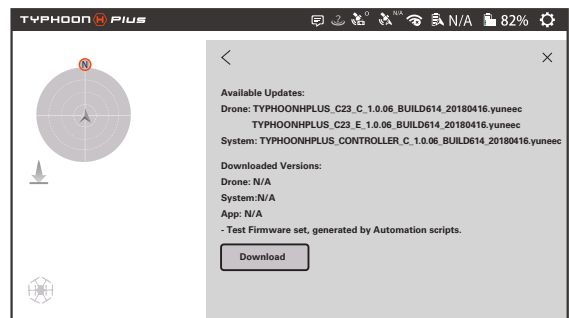 TYPHOON H PLUS
0 N/A N/A 82%
N
Available Updates:
Drone: TYPHOONHPLUS_C23_C_1.0.06_BUILD614_20180416.yuneec
TYPHOONHPLUS_C23_E_1.0.06_BUILD614_20180416.yuneec
System: TYPHOONHPLUS_CONTROLLER_C_1.0.06_BUILD614_20180416.yuneec
Downloaded Versions:
Drone: N/A
System:N/A
App: N/A
- Test Firmware set, generated by Automation scripts.
Download